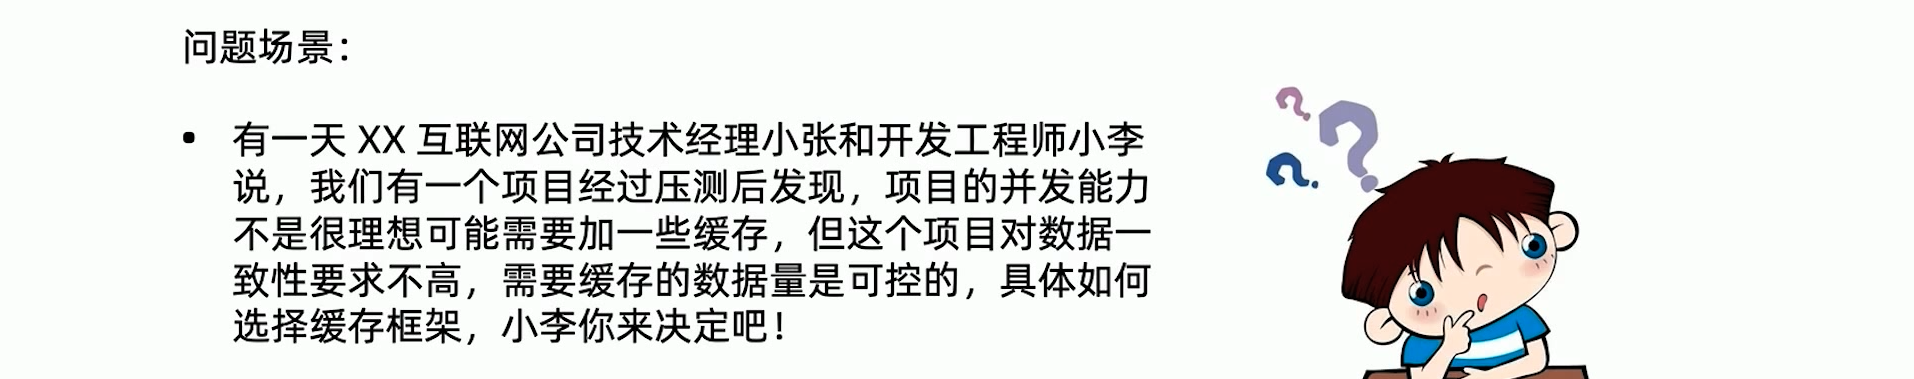 问题场景：
• 有一天 XX 互联网公司技术经理小张和开发工程师小李
说，我们有一个项目经过压测后发现，项目的并发能力
不是很理想可能需要加一些缓存，但这个项目对数据一
致性要求不高，需要缓存的数据量是可控的，具体如何
选择缓存框架，小李你来决定吧！